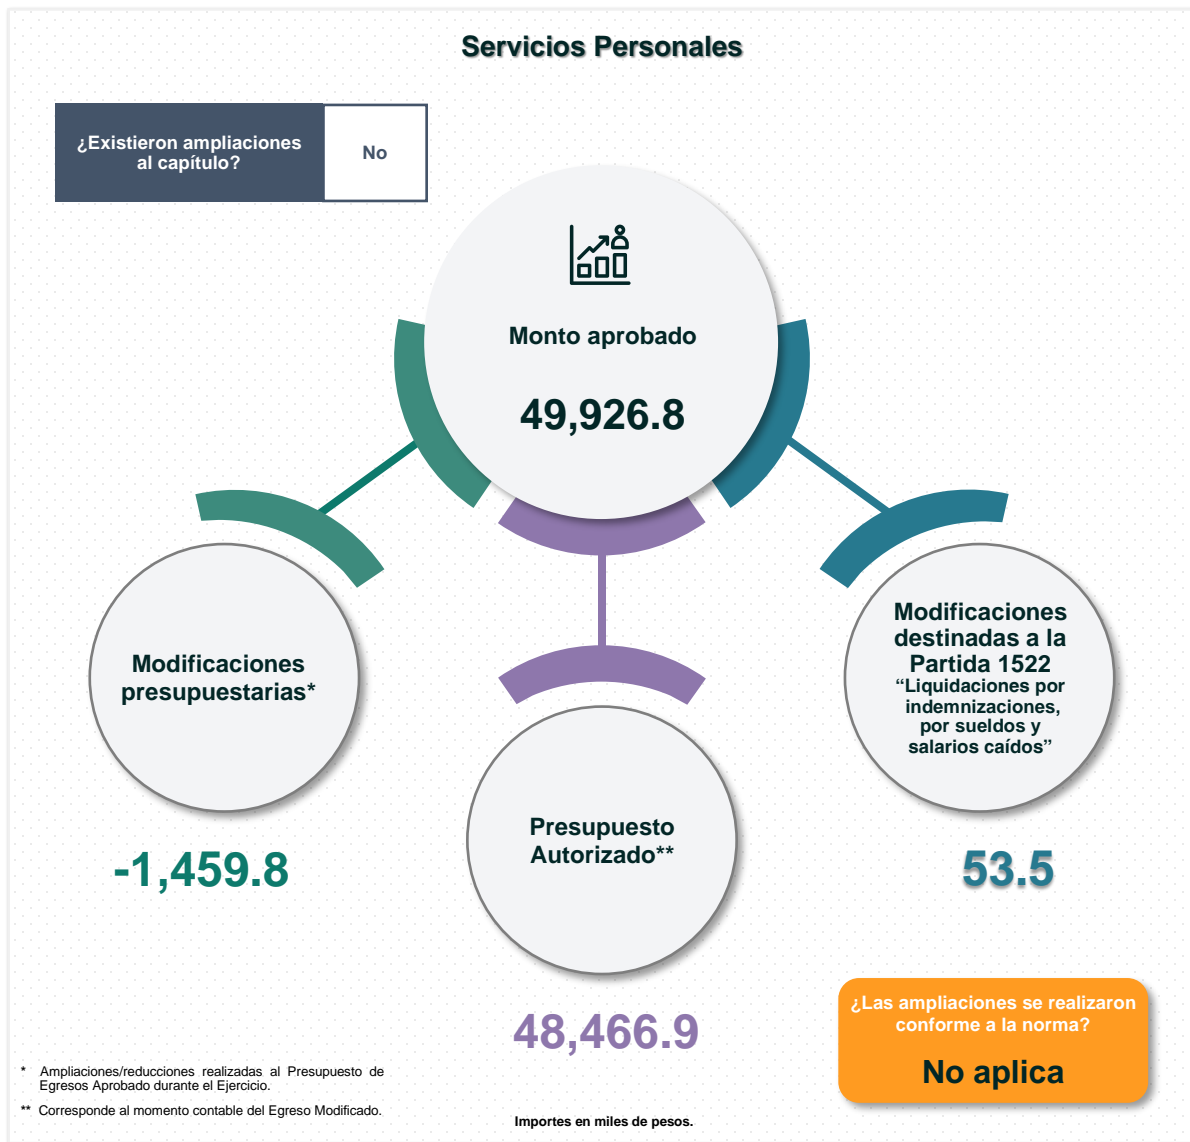 Servicios Personales
¿Existieron ampliaciones
al capítulo?
No
Monto aprobado
49,926.8
Modificaciones
presupuestarias*
-1,459.8
Presupuesto
Autorizado**
48,466.9
Modificaciones
destinadas a la
Partida 1522
“Liquidaciones por
indemnizaciones,
por sueldos y
salarios caídos”
53.5
¿Las ampliaciones se realizaron
conforme a la norma?
No aplica
* Ampliaciones/reducciones realizadas al Presupuesto de
Egresos Aprobado durante el Ejercicio.
** Corresponde al momento contable del Egreso Modificado.
Importes en miles de pesos.